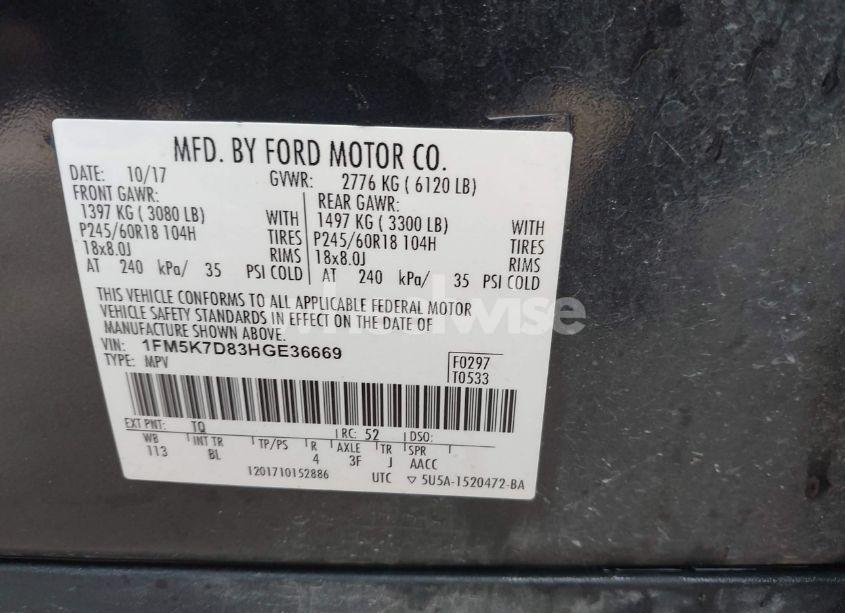 MFD. BY FORD MOTOR CO.
DATE: 10/17 GVWR: 2776 KG ( 6120 LB)
FRONT GAWR: REAR GAWR:
1397 KG ( 3080 LB) WITH 1497 KG ( 3300 LB) WITH
P245/60R18 104H TIRES P245/60R18 104H TIRES
18x8.0J RIMS 18x8.0J RIMS
AT 240 kPa/ 35 PSI COLD AT 240 kPa/ 35 PSI COLD
THIS VEHICLE CONFORMS TO ALL APPLICABLE FEDERAL MOTOR
VEHICLE SAFETY STANDARDS IN EFFECT ON THE DATE OF
MANUFACTURE SHOWN ABOVE.
VIN: 1FM5K7D83HGE36669 F0297
TYPE: MPV T0533
EXT PNT: TQ RC: 52 DSO:
WB INT TR TP/PS R AXLE TR SPR
113 BL 4 3F J AACC
1201710152886 UTC ▽ 5U5A-1520472-BA